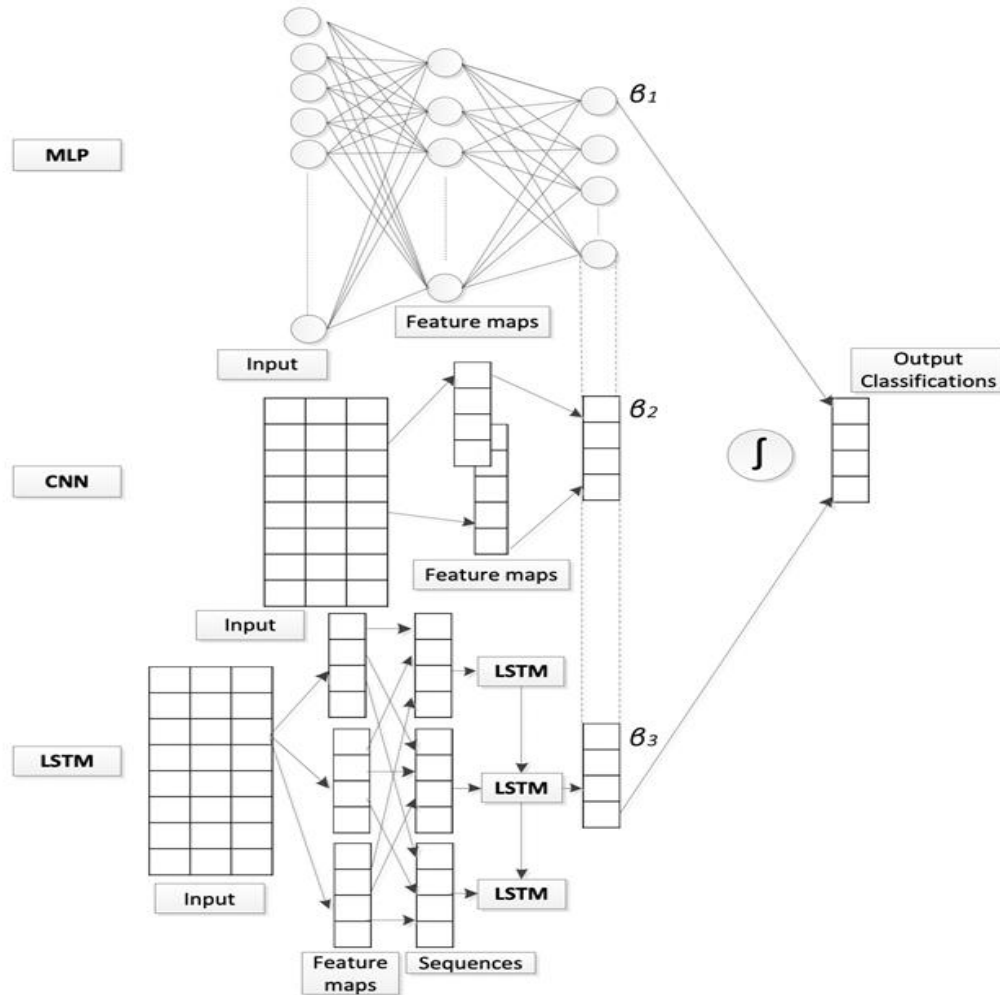 β₁
MLP
Feature maps
Input
Output
Classifications
β₂
∫
CNN
Feature maps
Input
LSTM
β₃
LSTM
LSTM
Input
LSTM
Feature
maps
Sequences